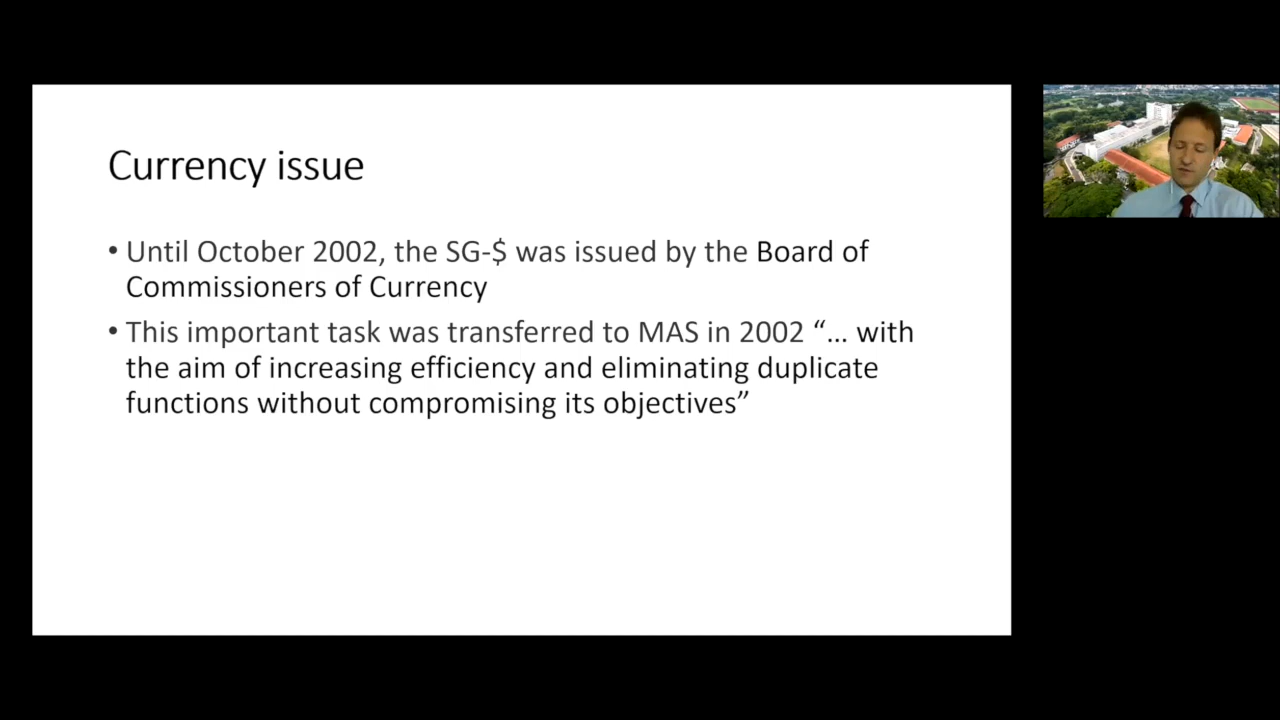 Currency issue
• Until October 2002, the SG-$ was issued by the Board of
Commissioners of Currency
• This important task was transferred to MAS in 2002 “… with
the aim of increasing efficiency and eliminating duplicate
functions without compromising its objectives”